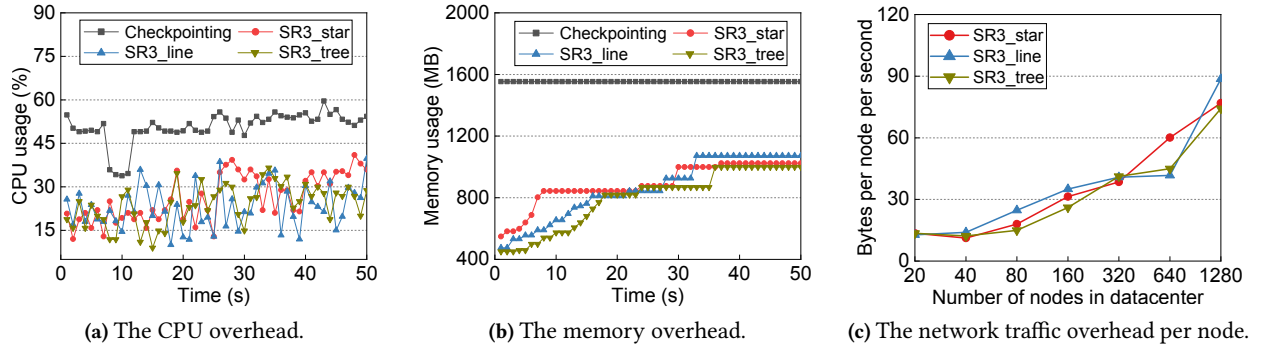 90
75
60
45
30
15
CPU usage (%)
Checkpointing
SR3_star
SR3_line
SR3_tree
0 10 20 30 40 50
Time (s)
(a) The CPU overhead.
2000
1600
1200
800
400
Memory usage (MB)
Checkpointing
SR3_star
SR3_line
SR3_tree
0 10 20 30 40 50
Time (s)
(b) The memory overhead.
120
90
60
30
0
Bytes per node per second
SR3_star
SR3_line
SR3_tree
20 40 80 160 320 640 1280
Number of nodes in datacenter
(c) The network traffic overhead per node.